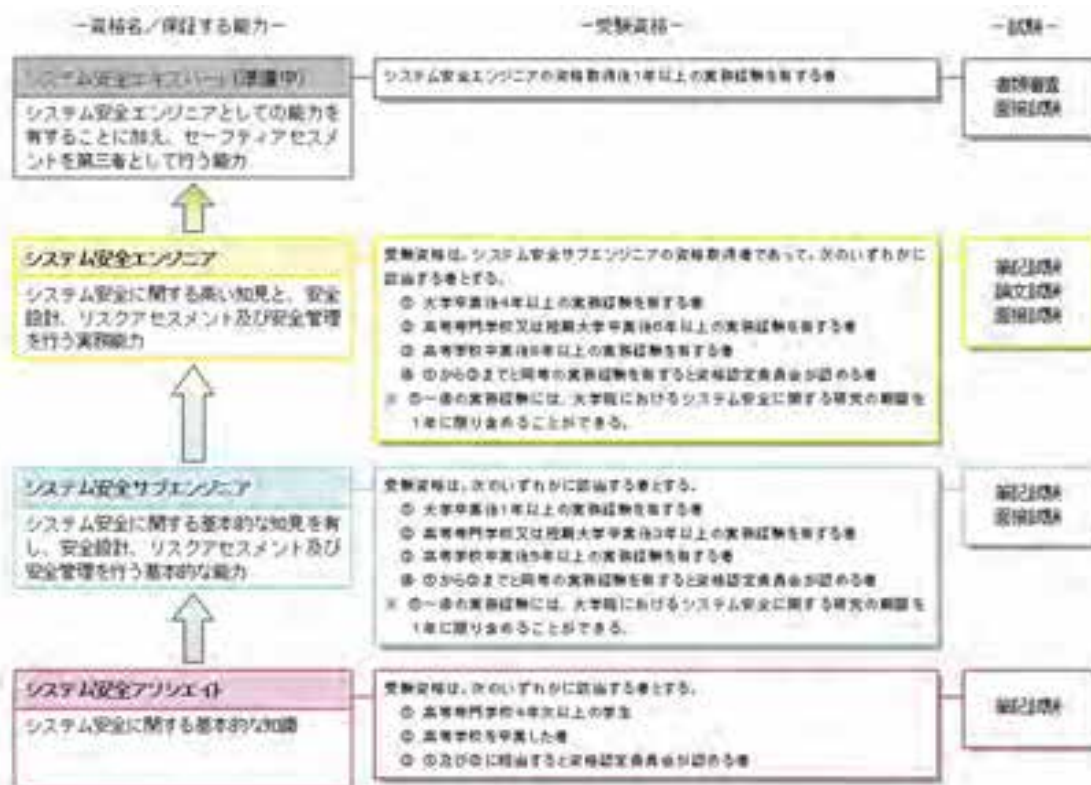 －資格名／保証する能力－
－受験資格－
－試験－
システム安全エキスパート(準備中)
システム安全エンジニアとしての能力を
有することに加え、セーフティアセスメ
ントを第三者として行う能力
システム安全エンジニアの資格取得後1年以上の実務経験を有する者
書類審査
面接試験
システム安全エンジニア
システム安全に関する高い知見と、安全
設計、リスクアセスメント及び安全管理
を行う実務能力
受験資格は、システム安全サブエンジニアの資格取得者であって、次のいずれかに
該当する者とする。
① 大学卒業後4年以上の実務経験を有する者
② 高等専門学校又は短期大学卒業後6年以上の実務経験を有する者
③ 高等学校卒業後8年以上の実務経験を有する者
④ ①から③までと同等の実務経験を有すると資格認定委員会が認める者
※ ①～④の実務経験には、大学院におけるシステム安全に関する研究の期間を
1年に限り含めることができる。
筆記試験
論文試験
面接試験
システム安全サブエンジニア
システム安全に関する基本的な知見を有
し、安全設計、リスクアセスメント及び
安全管理を行う基本的な能力
受験資格は、次のいずれかに該当する者とする。
① 大学卒業後1年以上の実務経験を有する者
② 高等専門学校又は短期大学卒業後3年以上の実務経験を有する者
③ 高等学校卒業後5年以上の実務経験を有する者
④ ①から③までと同等の実務経験を有すると資格認定委員会が認める者
※ ①～④の実務経験には、大学院におけるシステム安全に関する研究の期間を
1年に限り含めることができる。
筆記試験
面接試験
システム安全アソシエイト
システム安全に関する基本的な知識
受験資格は、次のいずれかに該当する者とする。
① 高等専門学校4年次以上の学生
② 高等学校を卒業した者
③ ①及び②に相当すると資格認定委員会が認める者
筆記試験